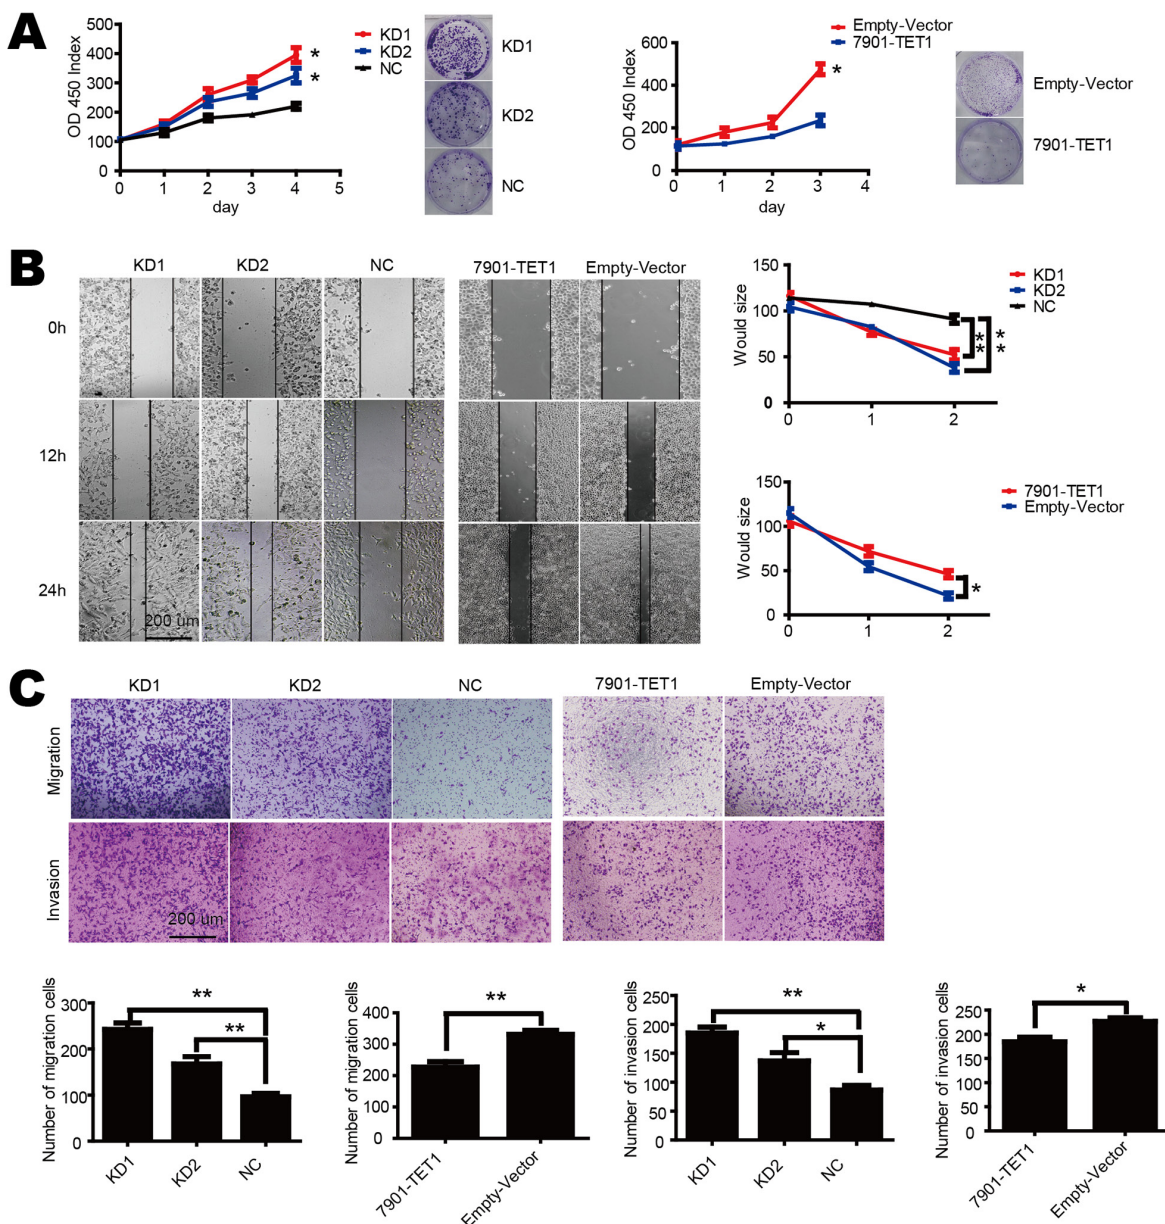 A
500
400
300
200
100
0
OD 450 Index
0 1 2 3 4 5
day
KD1
KD2
NC
*
*
KD1
KD2
NC
600
400
200
0
OD 450 Index
0 1 2 3 4
day
Empty-Vector
7901-TET1
*
Empty-Vector
7901-TET1
B
KD1 KD2 NC 7901-TET1 Empty-Vector
0h
12h
24h
200 um
150
100
50
0
Would size
0 1 2
KD1
KD2
NC
**
**
150
100
50
0
Would size
0 1 2
7901-TET1
Empty-Vector
*
C
KD1 KD2 NC 7901-TET1 Empty-Vector
Migration
Invasion
200 um
Number of migration cells
300
200
100
0
**
**
KD1 KD2 NC
Number of migration cells
400
300
200
300
0
**
7901-TET1 Empty-Vector
Number of invasion cells
250
200
150
100
50
0
**
*
KD1 KD2 NC
Number of invasion cells
250
200
150
200
50
0
*
7901-TET1 Empty-Vector